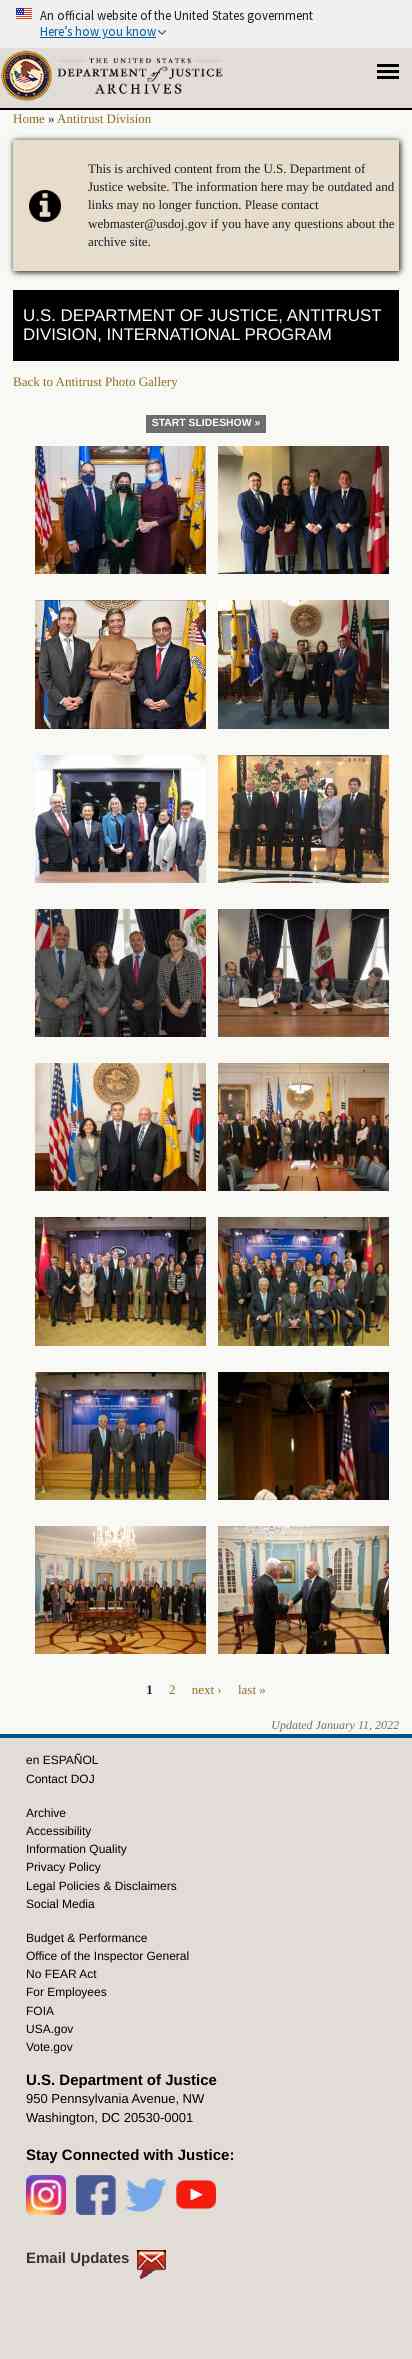 An official website of the United States government
Here's how you know
THE UNITED STATES
DEPARTMENT of JUSTICE
ARCHIVES
Home » Antitrust Division
This is archived content from the U.S. Department of
Justice website. The information here may be outdated and
links may no longer function. Please contact
webmaster@usdoj.gov if you have any questions about the
archive site.
U.S. DEPARTMENT OF JUSTICE, ANTITRUST
DIVISION, INTERNATIONAL PROGRAM
Back to Antitrust Photo Gallery
START SLIDESHOW »
1 2 next › last »
Updated January 11, 2022
en ESPAÑOL
Contact DOJ
Archive
Accessibility
Information Quality
Privacy Policy
Legal Policies & Disclaimers
Social Media
Budget & Performance
Office of the Inspector General
No FEAR Act
For Employees
FOIA
USA.gov
Vote.gov
U.S. Department of Justice
950 Pennsylvania Avenue, NW
Washington, DC 20530-0001
Stay Connected with Justice:
Email Updates